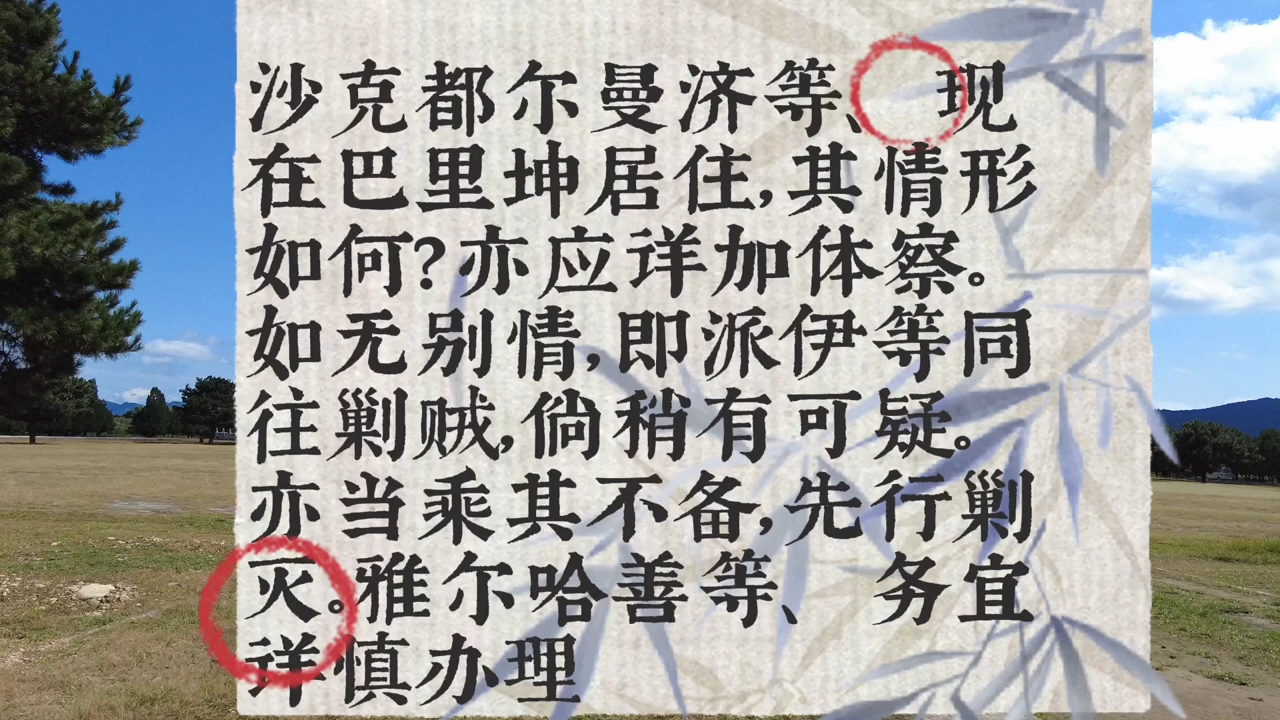 沙克都尔曼济等、 现
在巴里坤居住,其情形
如何?亦应详加体察。
如无别情,即派伊等同
往剿贼,倘稍有可疑。
亦当乘其不备,先行剿
灭。雅尔哈善等、 务宜
详慎办理